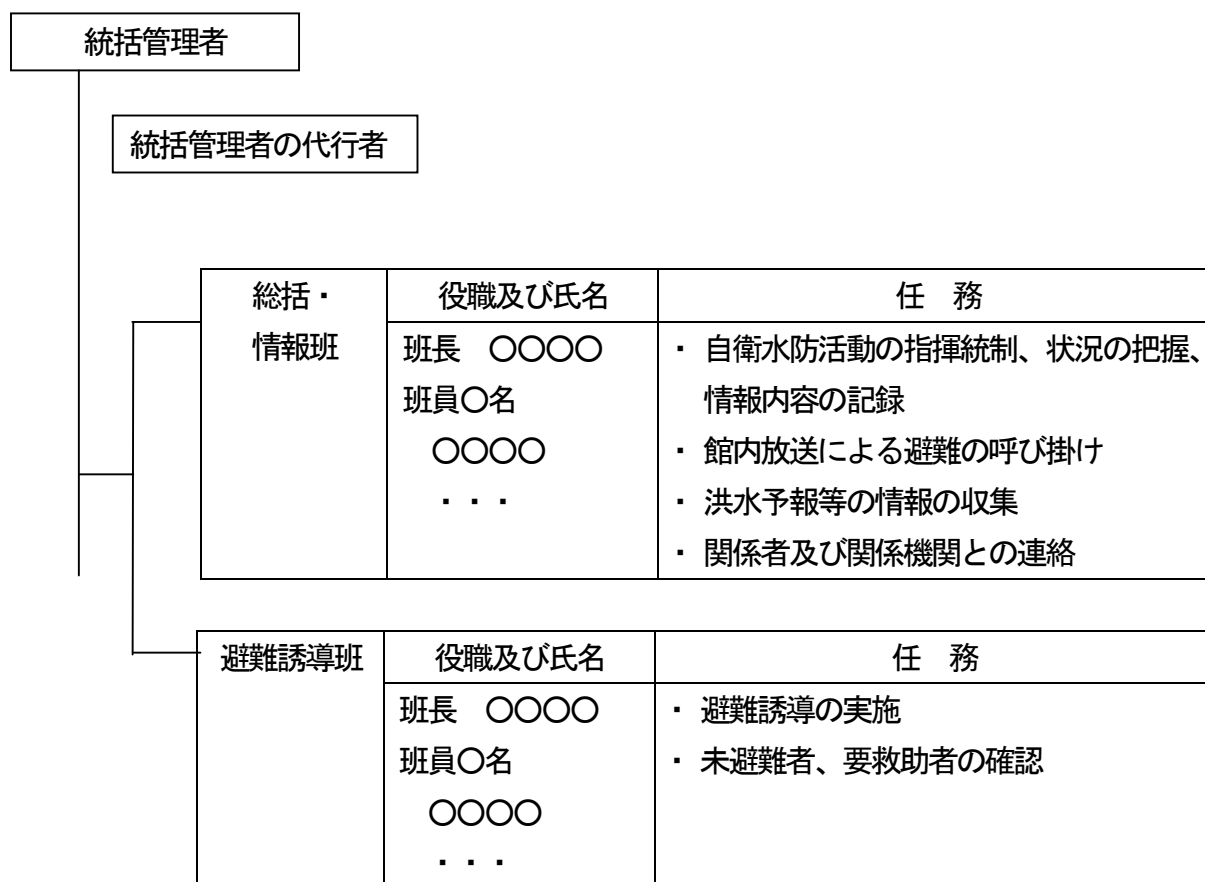 統括管理者
統括管理者の代行者
総括・ 役職及び氏名 任　務
情報班 班長　〇〇〇〇 ・ 自衛水防活動の指揮統制、状況の把握、
班員〇名 情報内容の記録
〇〇〇〇 ・ 館内放送による避難の呼び掛け
・・・ ・ 洪水予報等の情報の収集
・ 関係者及び関係機関との連絡
避難誘導班 役職及び氏名 任　務
班長　〇〇〇〇 ・ 避難誘導の実施
班員〇名 ・ 未避難者、要救助者の確認
〇〇〇〇
・・・